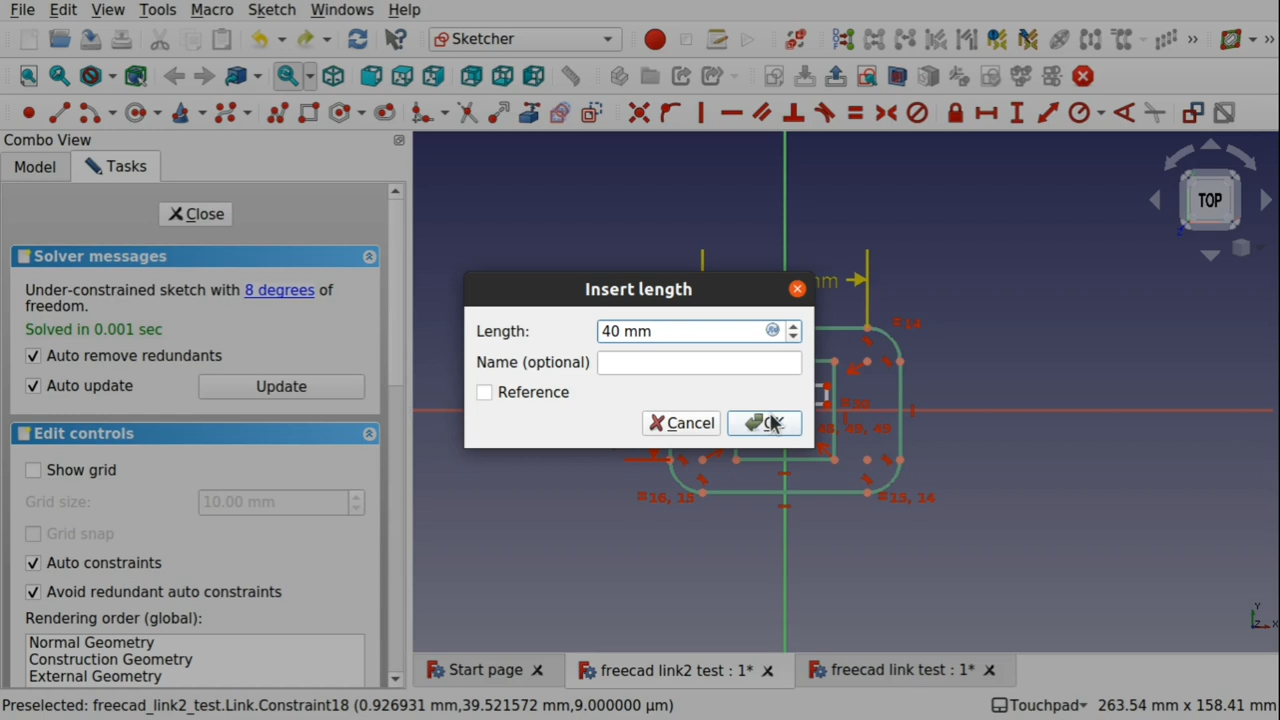 File Edit View Tools Macro Sketch Windows Help
Sketcher
Combo View
Model Tasks
Close
Solver messages
Under-constrained sketch with 8 degrees of
freedom.
Solved in 0.001 sec
Auto remove redundants
Auto update Update
Edit controls
Show grid
Grid size: 10.00 mm
Grid snap
Auto constraints
Avoid redundant auto constraints
Rendering order (global):
Normal Geometry
Construction Geometry
External Geometry
TOP
Insert length
Length: 40 mm
Name (optional)
Reference
Cancel OK
14
16, 15
15, 14
Y
Z X
Start page freecad link2 test : 1* freecad link test : 1*
Preselected: freecad_link2_test.Link.Constraint18 (0.926931 mm,39.521572 mm,9.000000 µm) Touchpad 263.54 mm x 158.41 mm